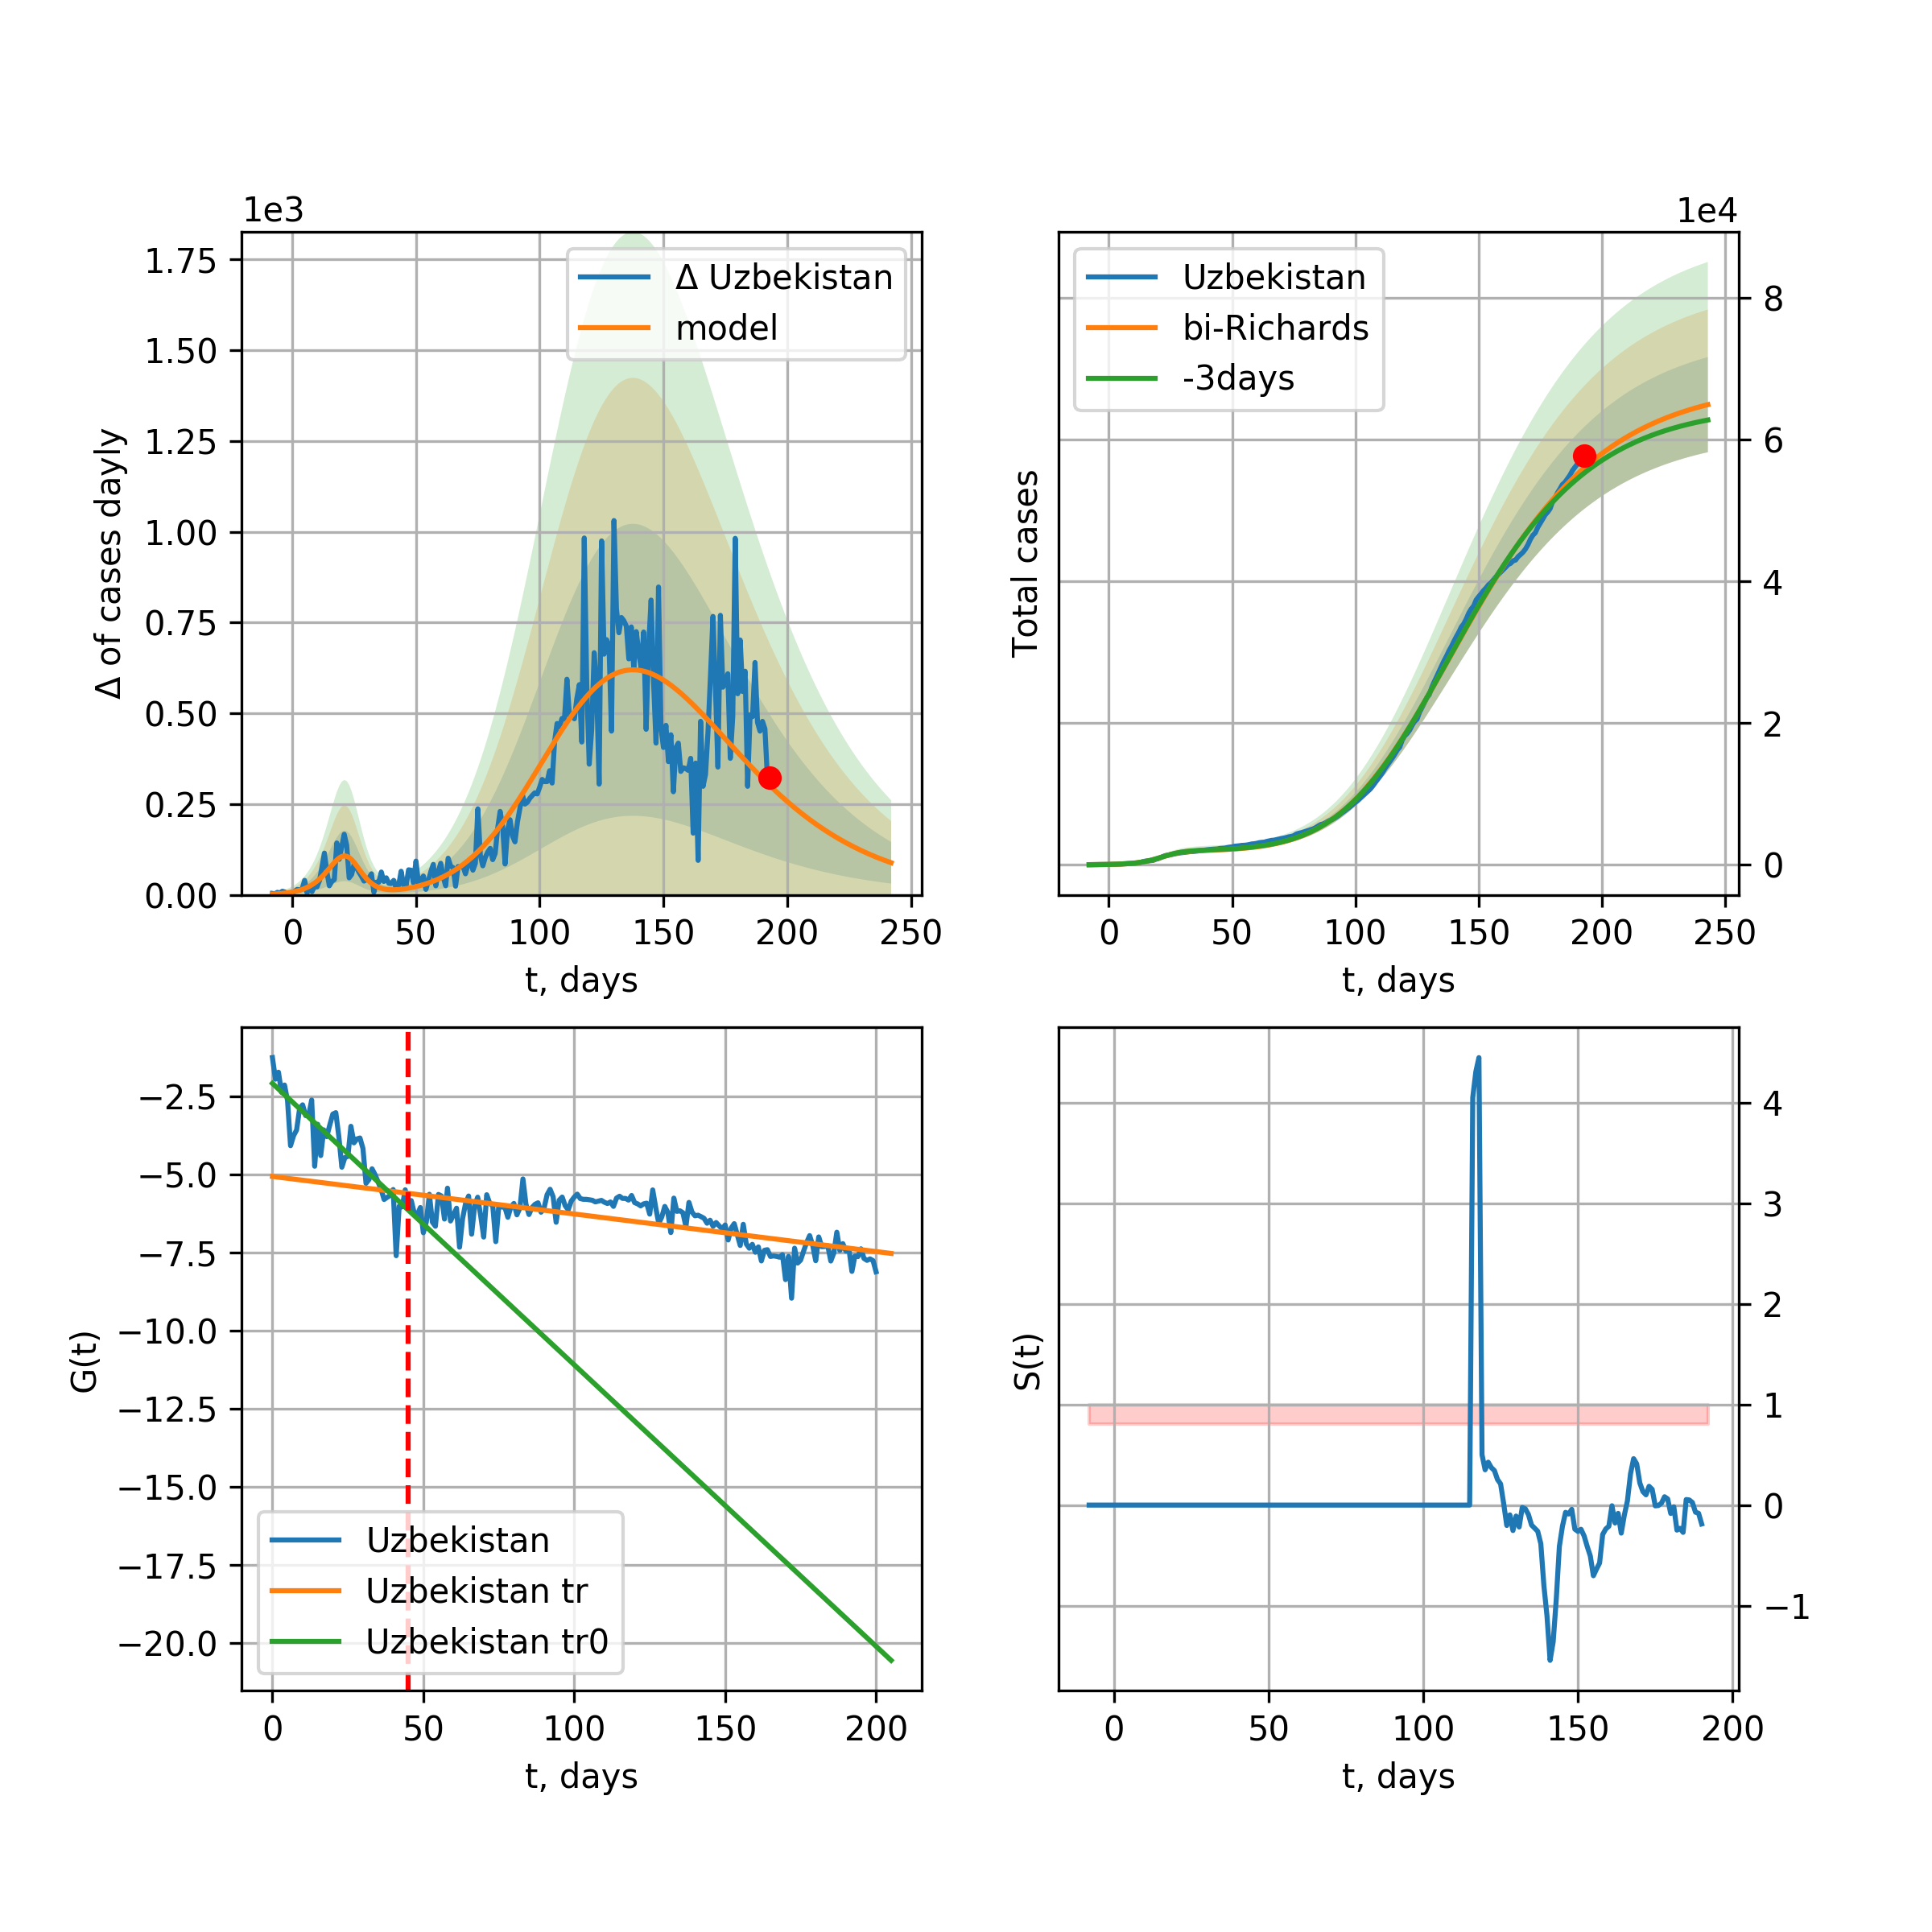 1e3
1.75
1.50
1.25
1.00
0.75
0.50
0.25
0.00
Δ of cases dayly
Δ Uzbekistan
model
0 50 100 150 200 250
t, days
1e4
Total cases
Uzbekistan
bi-Richards
-3days
8
6
4
2
0
0 50 100 150 200 250
t, days
−2.5
−5.0
−7.5
−10.0
−12.5
−15.0
−17.5
−20.0
G(t)
Uzbekistan
Uzbekistan tr
Uzbekistan tr0
0 50 100 150 200
t, days
S(t)
4
3
2
1
0
−1
0 50 100 150 200
t, days